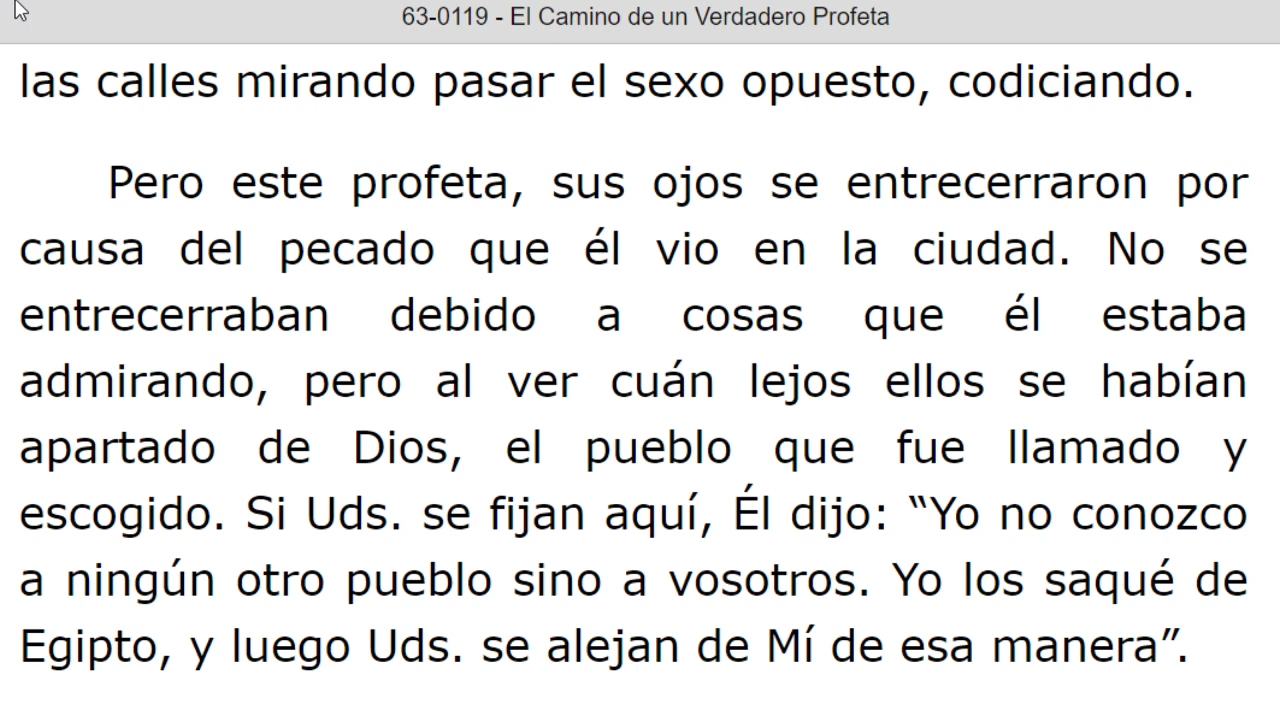 63-0119 - El Camino de un Verdadero Profeta
las calles mirando pasar el sexo opuesto, codiciando.
Pero este profeta, sus ojos se entrecerraron por
causa del pecado que él vio en la ciudad. No se
entrecerraban debido a cosas que él estaba
admirando, pero al ver cuán lejos ellos se habían
apartado de Dios, el pueblo que fue llamado y
escogido. Si Uds. se fijan aquí, Él dijo: “Yo no conozco
a ningún otro pueblo sino a vosotros. Yo los saqué de
Egipto, y luego Uds. se alejan de Mí de esa manera”.